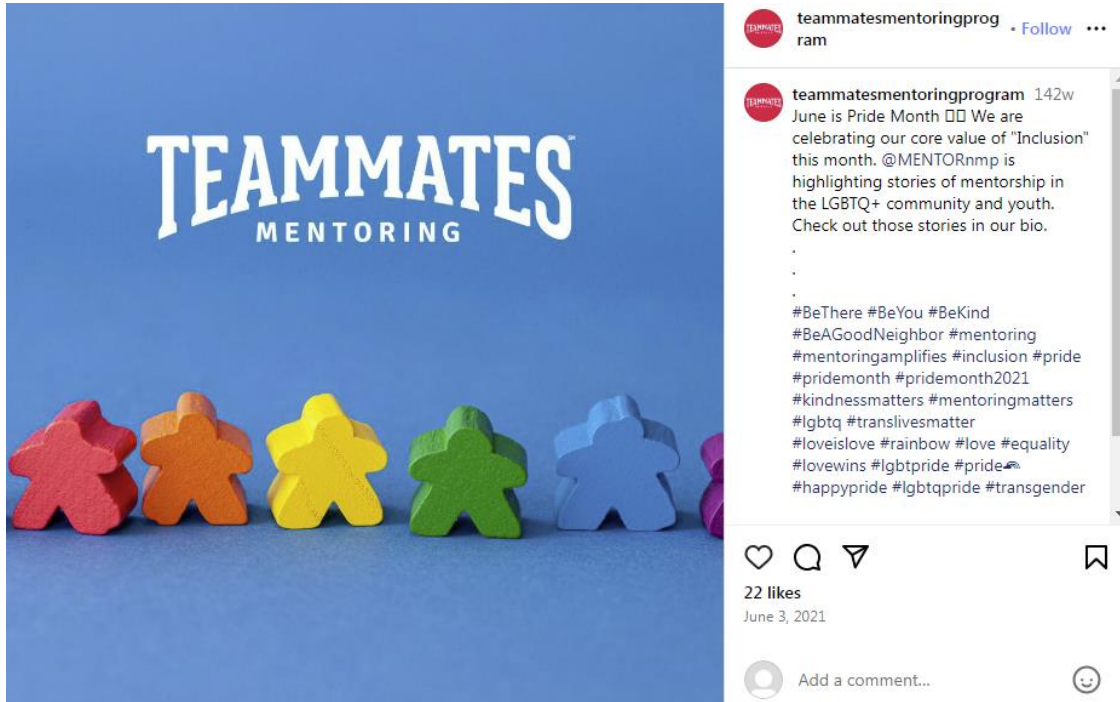 TEAMMATES
MENTORING
teammatesmentoringprog
ram
• Follow
teammatesmentoringprogram 142w
June is Pride Month We are
celebrating our core value of "Inclusion"
this month. @MENTORnmp is
highlighting stories of mentorship in
the LGBTQ+ community and youth.
Check out those stories in our bio.
.
.
.
#BeThere #BeYou #BeKind
#BeAGoodNeighbor #mentoring
#mentoringamplifies #inclusion #pride
#pridemonth #pridemonth2021
#kindnessmatters #mentoringmatters
#lgbtq #translivesmatter
#loveislove #rainbow #love #equality
#lovewins #lgbtpride #pride
#happypride #lgbtqpride #transgender
22 likes
June 3, 2021
Add a comment...